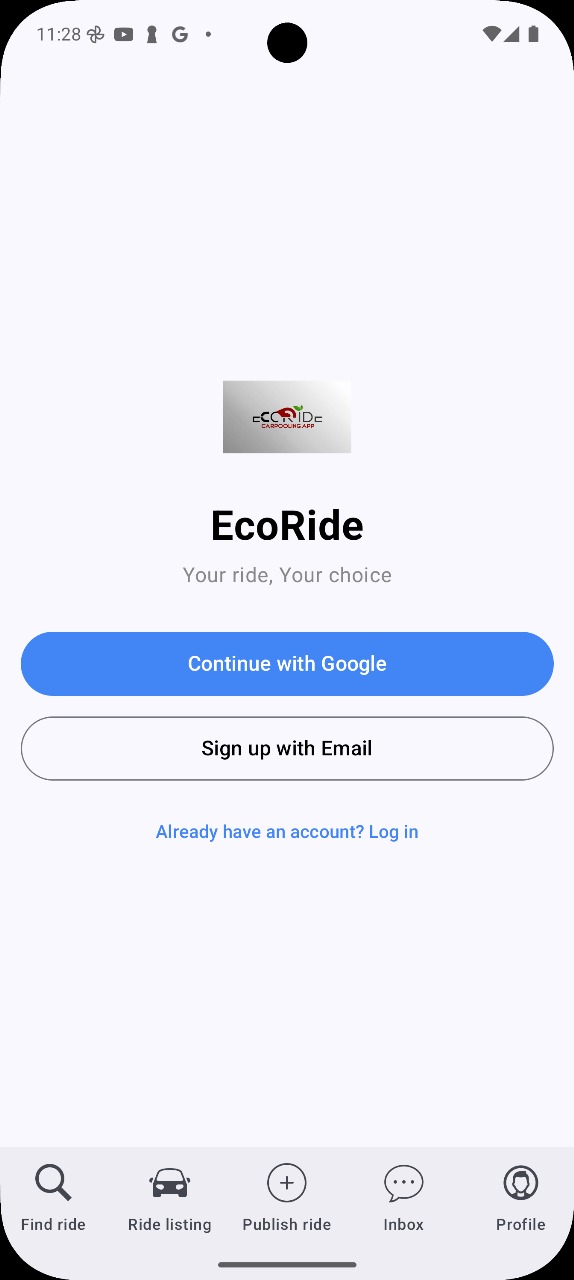 11:28
ECORIDE
CARPOOLING APP
EcoRide
Your ride, Your choice
Continue with Google
Sign up with Email
Already have an account? Log in
Find ride
Ride listing
Publish ride
Inbox
Profile